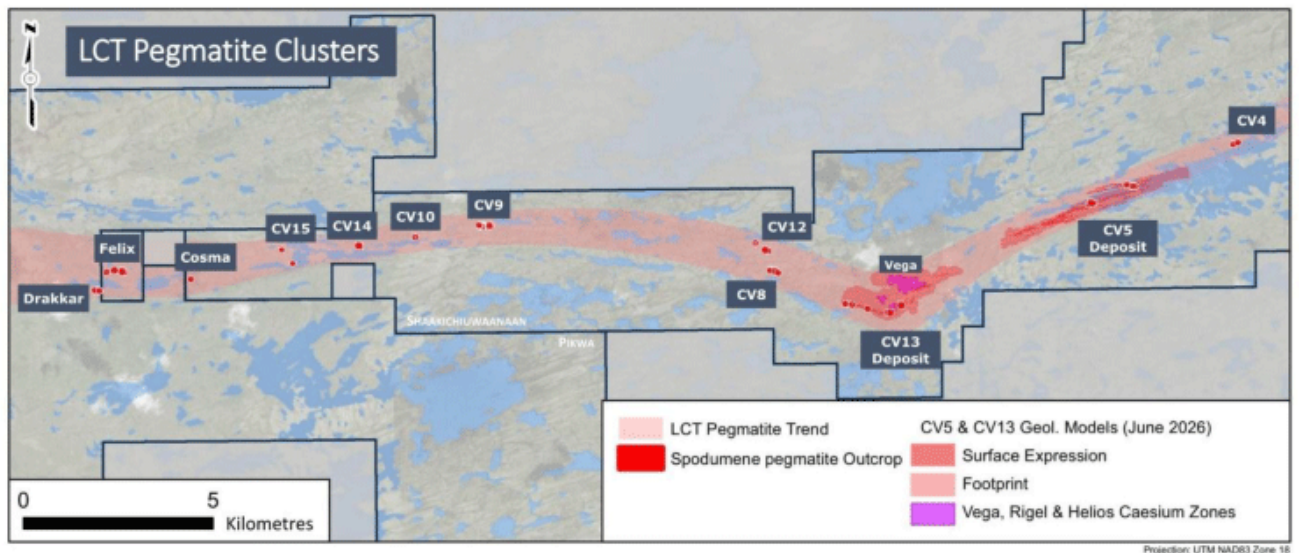 N
LCT Pegmatite Clusters
CV4
CV9
CV10
CV15
CV14
CV12
CV5
Deposit
Felix
Cosma
Vega
Drakkar
CV8
SHAAKICHIUWAANAAN
PIKWA
CV13
Deposit
LCT Pegmatite Trend
Spodumene pegmatite Outcrop
CV5 & CV13 Geol. Models (June 2026)
Surface Expression
Footprint
Vega, Rigel & Helios Caesium Zones
0 5
Kilometres
Projection: UTM NAD83 Zone 18